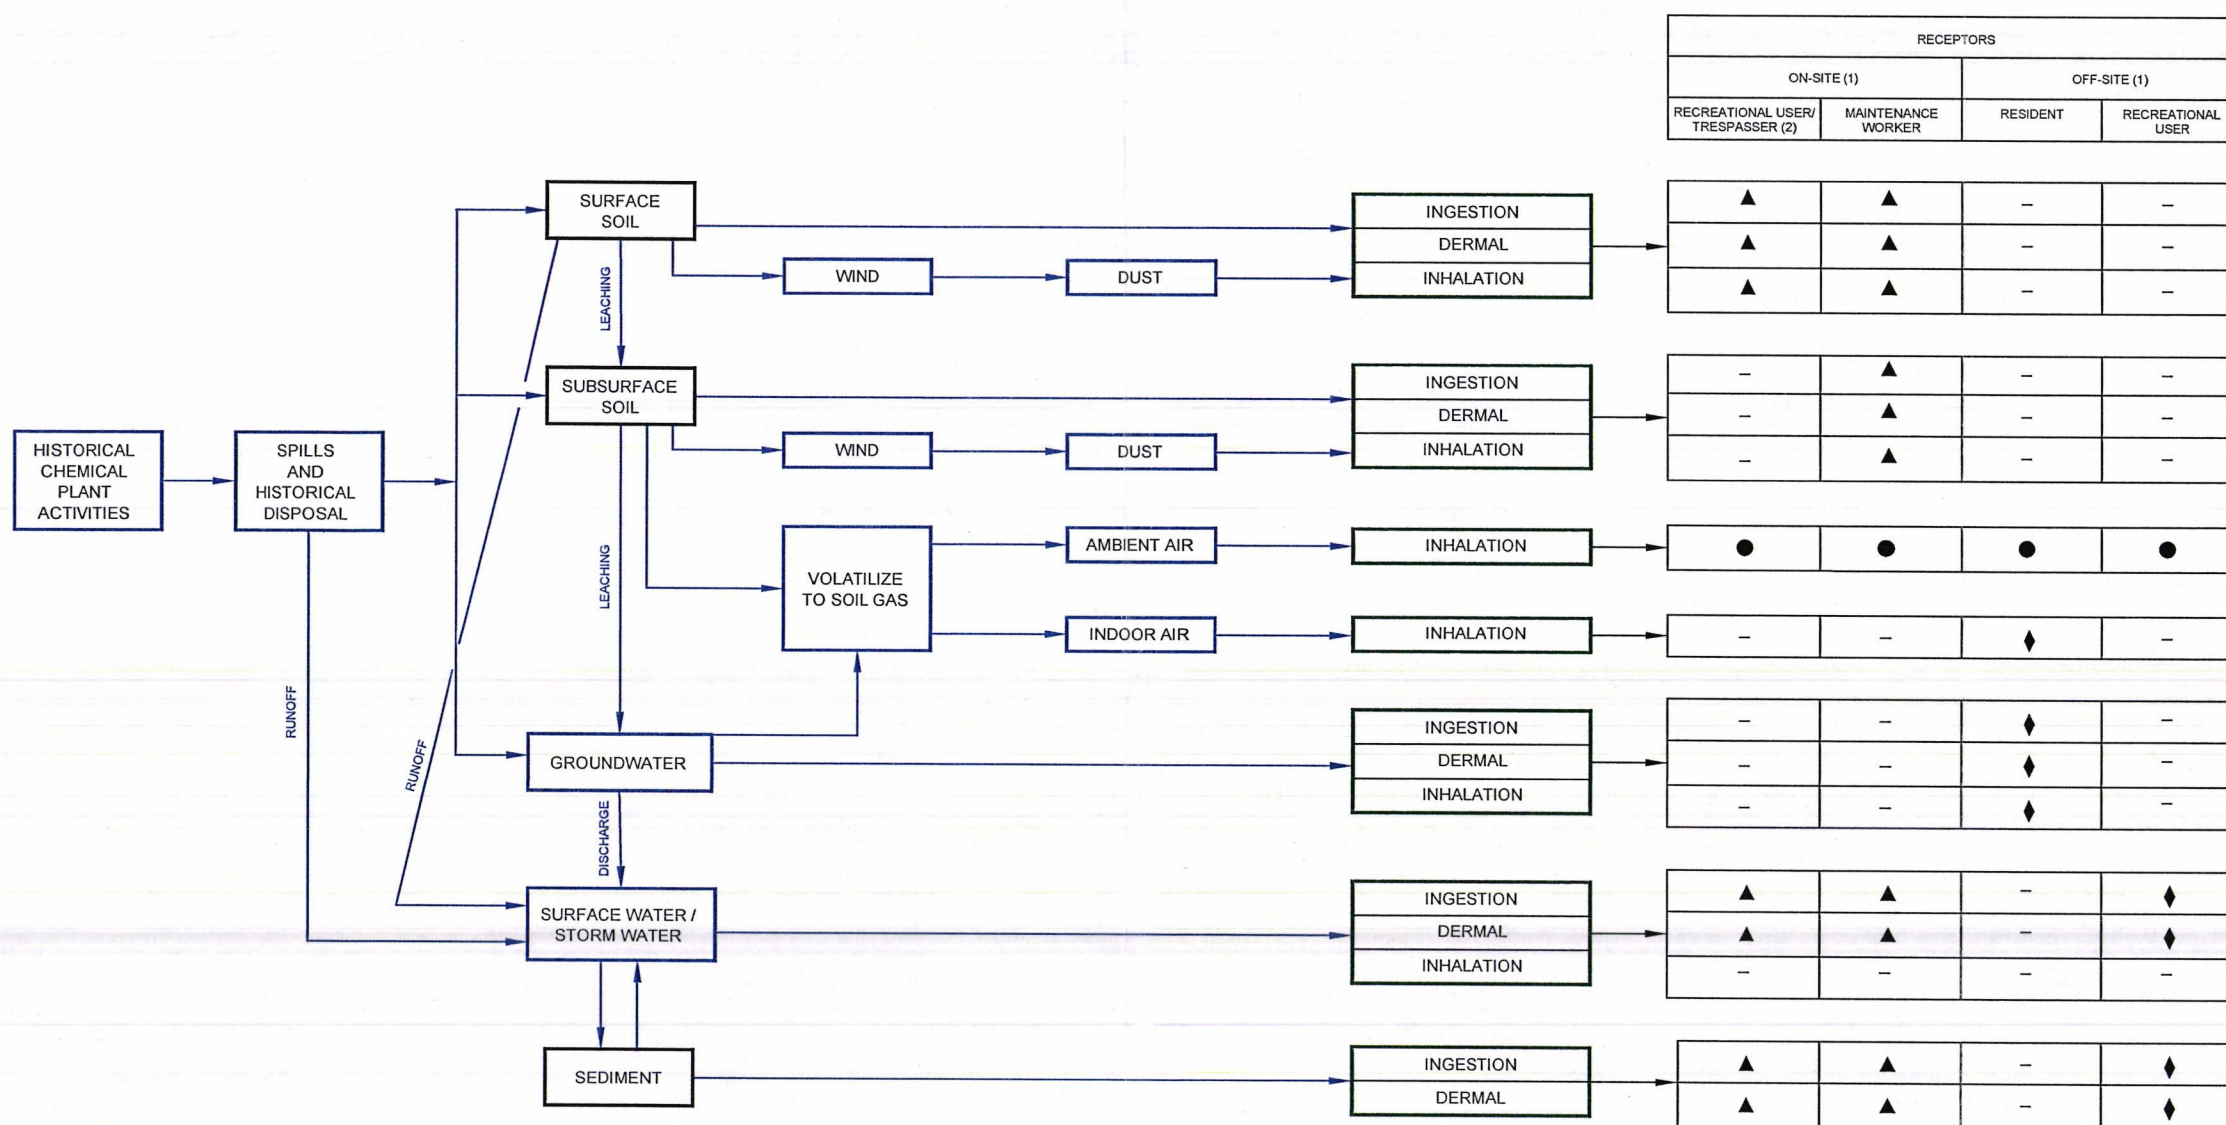 RECEPTORS
ON-SITE (1)
OFF-SITE (1)
RECREATIONAL USER/
TRESPASSER (2)
MAINTENANCE
WORKER
RESIDENT
RECREATIONAL
USER
SURFACE
SOIL
INGESTION
▲ ▲ – –
DERMAL
▲ ▲ – –
WIND
DUST
INHALATION
▲ ▲ – –
LEACHING
SUBSURFACE
SOIL
INGESTION
– ▲ – –
DERMAL
– ▲ – –
WIND
DUST
INHALATION
– ▲ – –
HISTORICAL
CHEMICAL
PLANT
ACTIVITIES
SPILLS
AND
HISTORICAL
DISPOSAL
LEACHING
VOLATILIZE
TO SOIL GAS
AMBIENT AIR
INHALATION
● ● ● ●
INDOOR AIR
INHALATION
– – ♦ –
RUNOFF
RUNOFF
GROUNDWATER
INGESTION
– – ♦ –
DERMAL
– – ♦ –
INHALATION
– – ♦ –
DISCHARGE
SURFACE WATER /
STORM WATER
INGESTION
▲ ▲ – ♦
DERMAL
▲ ▲ – ♦
INHALATION
– – – –
SEDIMENT
INGESTION
▲ ▲ – ♦
DERMAL
▲ ▲ – ♦